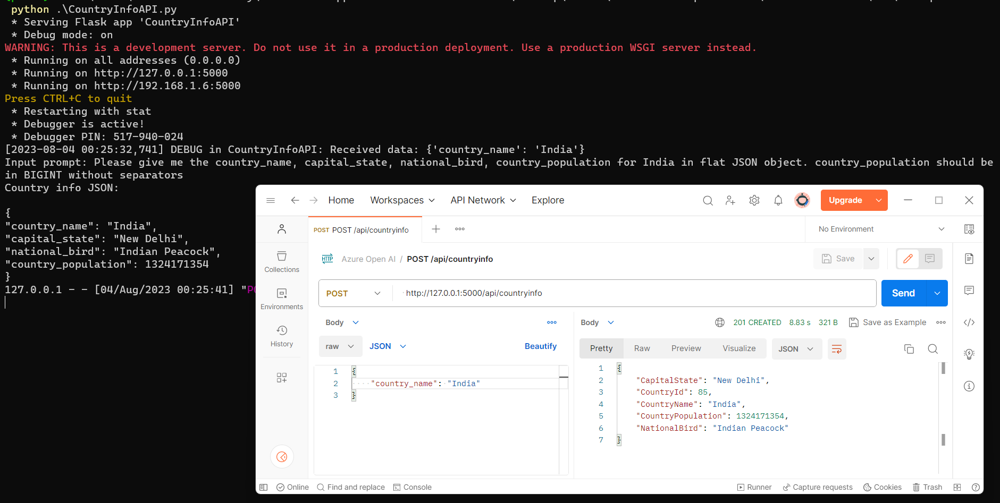 python .\CountryInfoAPI.py
* Serving Flask app 'CountryInfoAPI'
* Debug mode: on
WARNING: This is a development server. Do not use it in a production deployment. Use a production WSGI server instead.
* Running on all addresses (0.0.0.0)
* Running on http://127.0.0.1:5000
* Running on http://192.168.1.6:5000
Press CTRL+C to quit
* Restarting with stat
* Debugger is active!
* Debugger PIN: 517-940-024
[2023-08-04 00:25:32,741] DEBUG in CountryInfoAPI: Received data: {'country_name': 'India'}
Input prompt: Please give me the country_name, capital_state, national_bird, country_population for India in flat JSON object. country_population should be
in BIGINT without separators
Country info JSON:
{
"country_name": "India",
"capital_state": "New Delhi",
"national_bird": "Indian Peacock",
"country_population": 1324171354
}
127.0.0.1 - - [04/Aug/2023 00:25:41] "P
Home Workspaces API Network Explore Upgrade
POST POST /api/countryinfo No Environment
HTTP Azure Open AI / POST /api/countryinfo Save
Collections
Environments
History
POST http://127.0.0.1:5000/api/countryinfo Send
Body
raw JSON Beautify
1 {
2 "country_name": "India"
3 }
Body 201 CREATED 8.83 s 321 B Save as Example
Pretty Raw Preview Visualize JSON
1 {
2 "CapitalState": "New Delhi",
3 "CountryId": 85,
4 "CountryName": "India",
5 "CountryPopulation": 1324171354,
6 "NationalBird": "Indian Peacock"
7 }
Online Find and replace Console Runner Capture requests Cookies Trash